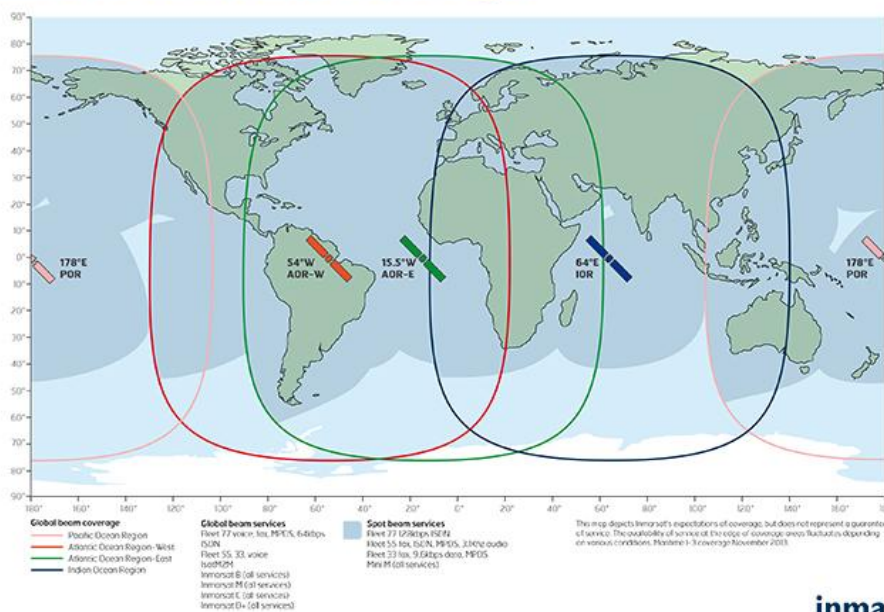 90°
80°
70°
60°
50°
40°
30°
20°
10°
0°
10°
20°
30°
40°
50°
60°
70°
80°
90°
178°E
POR
54°W
AOR-W
15.5°W
AOR-E
64°E
IOR
178°E
POR
180° 160° 140° 120° 100° 80° 60° 40° 20° 0° 20° 40° 60° 80° 100° 120° 140° 160° 180
Global beam coverage
Pacific Ocean Region
Atlantic Ocean Region-West
Atlantic Ocean Region-East
Indian Ocean Region
Global beam services
Fleet 77 voice, fax, MPDS, 64kbps
ISDN
Fleet 55, 33, voice
IsatM2M
Inmarsat B (all services)
Inmarsat M (all services)
Inmarsat C (all services)
Inmarsat D+ (all services)
Spot beam services
Fleet 77 128kbps ISDN
Fleet 55 fax, ISDN, MPDS, 3.1KHz audio
Fleet 33 fax, 9.6kbps data, MPDS
Mini M (all services)
This map depicts Inmarsat's expectations of coverage, but does not represent a guarantee
of service. The availability of service at the edge of coverage areas fluctuates depending
on various conditions. Maritime 1-3 coverage November 2013.
inma